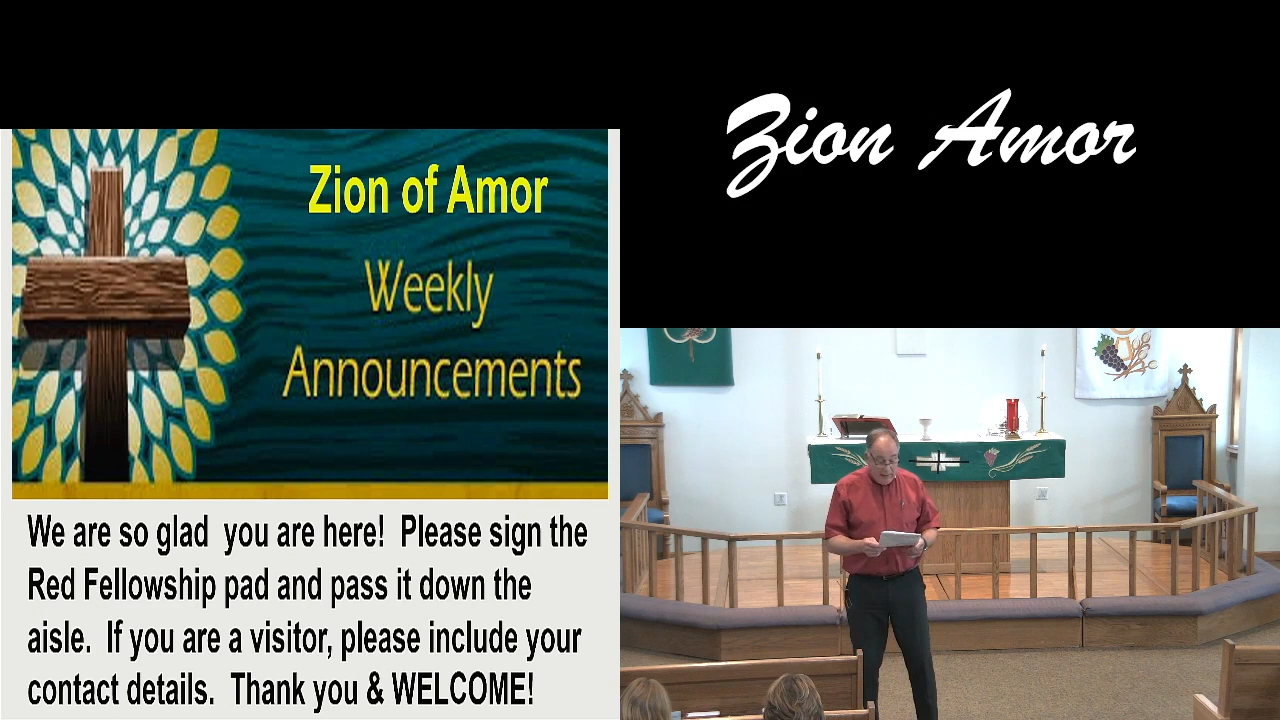 Zion Amor
Zion of Amor
Weekly
Announcements
We are so glad  you are here!  Please sign the
Red Fellowship pad and pass it down the
aisle.  If you are a visitor, please include your
contact details.  Thank you & WELCOME!